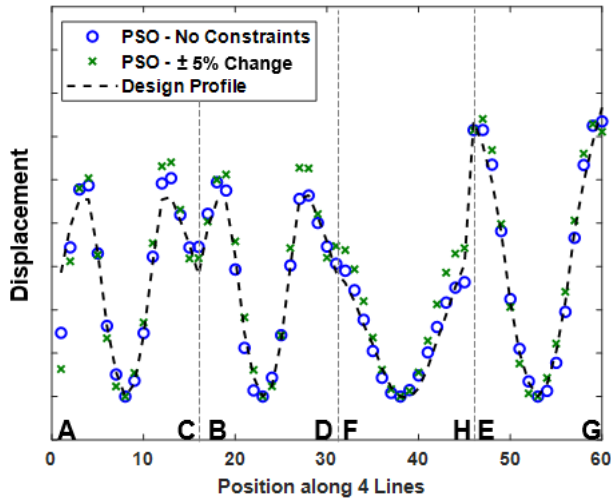 PSO - No Constraints
PSO - ± 5% Change
Design Profile
Displacement
A C B D F H E G
0 10 20 30 40 50 60
Position along 4 Lines